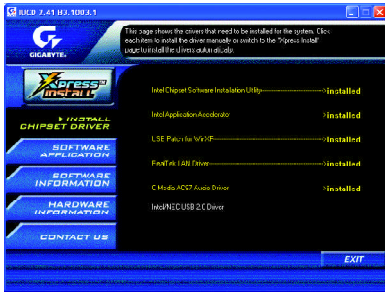 IUCD 2.41 B3.1003.1
This page shows the drivers that need to be installed for the system. Click
each item to install the driver manually or switch to the "Xpress Install"
page to install the drivers automatically.
GIGABYTE
Xpress
INSTALL
INSTALL
CHIPSET DRIVER
SOFTWARE
APPLICATION
SOFTWARE
INFORMATION
HARDWARE
INFORMATION
CONTACT US
Intel Chipset Software Installation Utility >installed
Intel Application Accelerator >installed
USB Patch for WinXP >installed
RealTek LAN Driver >installed
C-Media AC97 Audio Driver >installed
Intel/NEC USB 2.0 Driver
EXIT